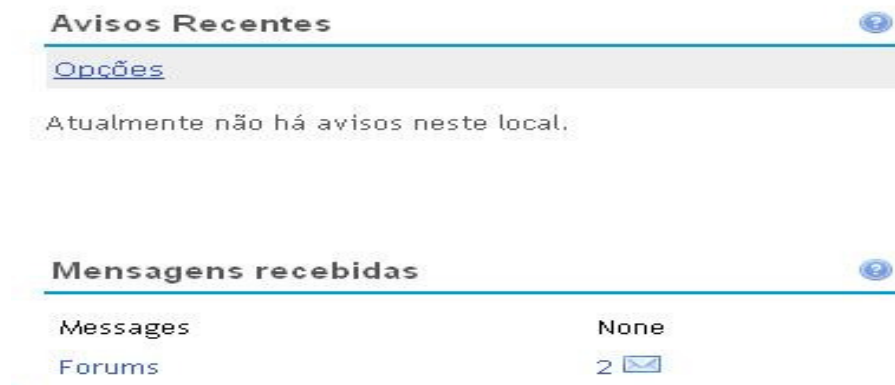 Avisos Recentes
Opções
Atualmente não há avisos neste local.
Mensagens recebidas
Messages None
Forums 2